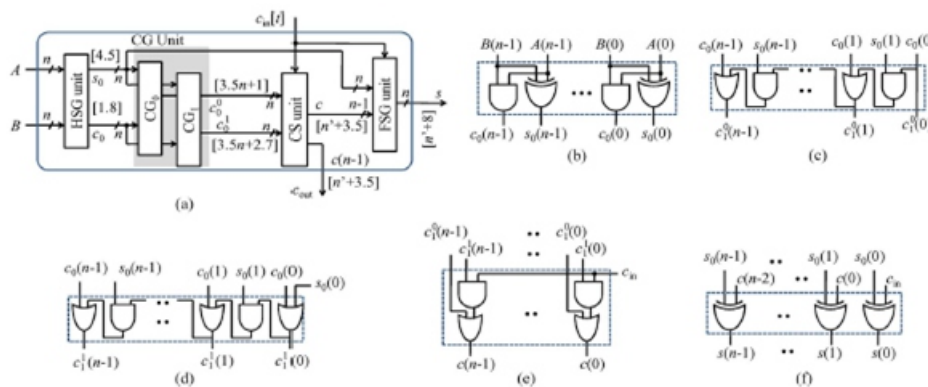 c_in[t]
CG Unit
[4.5]
A n s_0 n
HSG unit
CG_0
CG_1
[3.5n+1]
c_0^0 n
CS unit
c n-1
[n'+3.5]
n
FSG unit
n s
[n'+8]
[1.8]
B n c_0 n
c_0^1 n
[3.5n+2.7]
c(n-1)
[n'+3.5]
c_out
(a)
B(n-1) A(n-1) B(0) A(0)
c_0(n-1) s_0(n-1) c_0(0) s_0(0)
(b)
c_0(n-1) s_0(n-1) c_0(1) s_0(1) c_0(0)
c_1^0(n-1) c_1^0(1) c_1^0(0)
(c)
c_0(n-1) s_0(n-1) c_0(1) s_0(1) c_0(0) s_0(0)
c_1^1(n-1) c_1^1(1) c_1^1(0)
(d)
c_1^0(n-1) c_1^0(0)
c_1^1(n-1) c_1^1(0)
c_in
c(n-1) c(0)
(e)
s_0(n-1) s_0(1) s_0(0)
c(n-2) c(0) c_in
s(n-1) s(1) s(0)
(f)